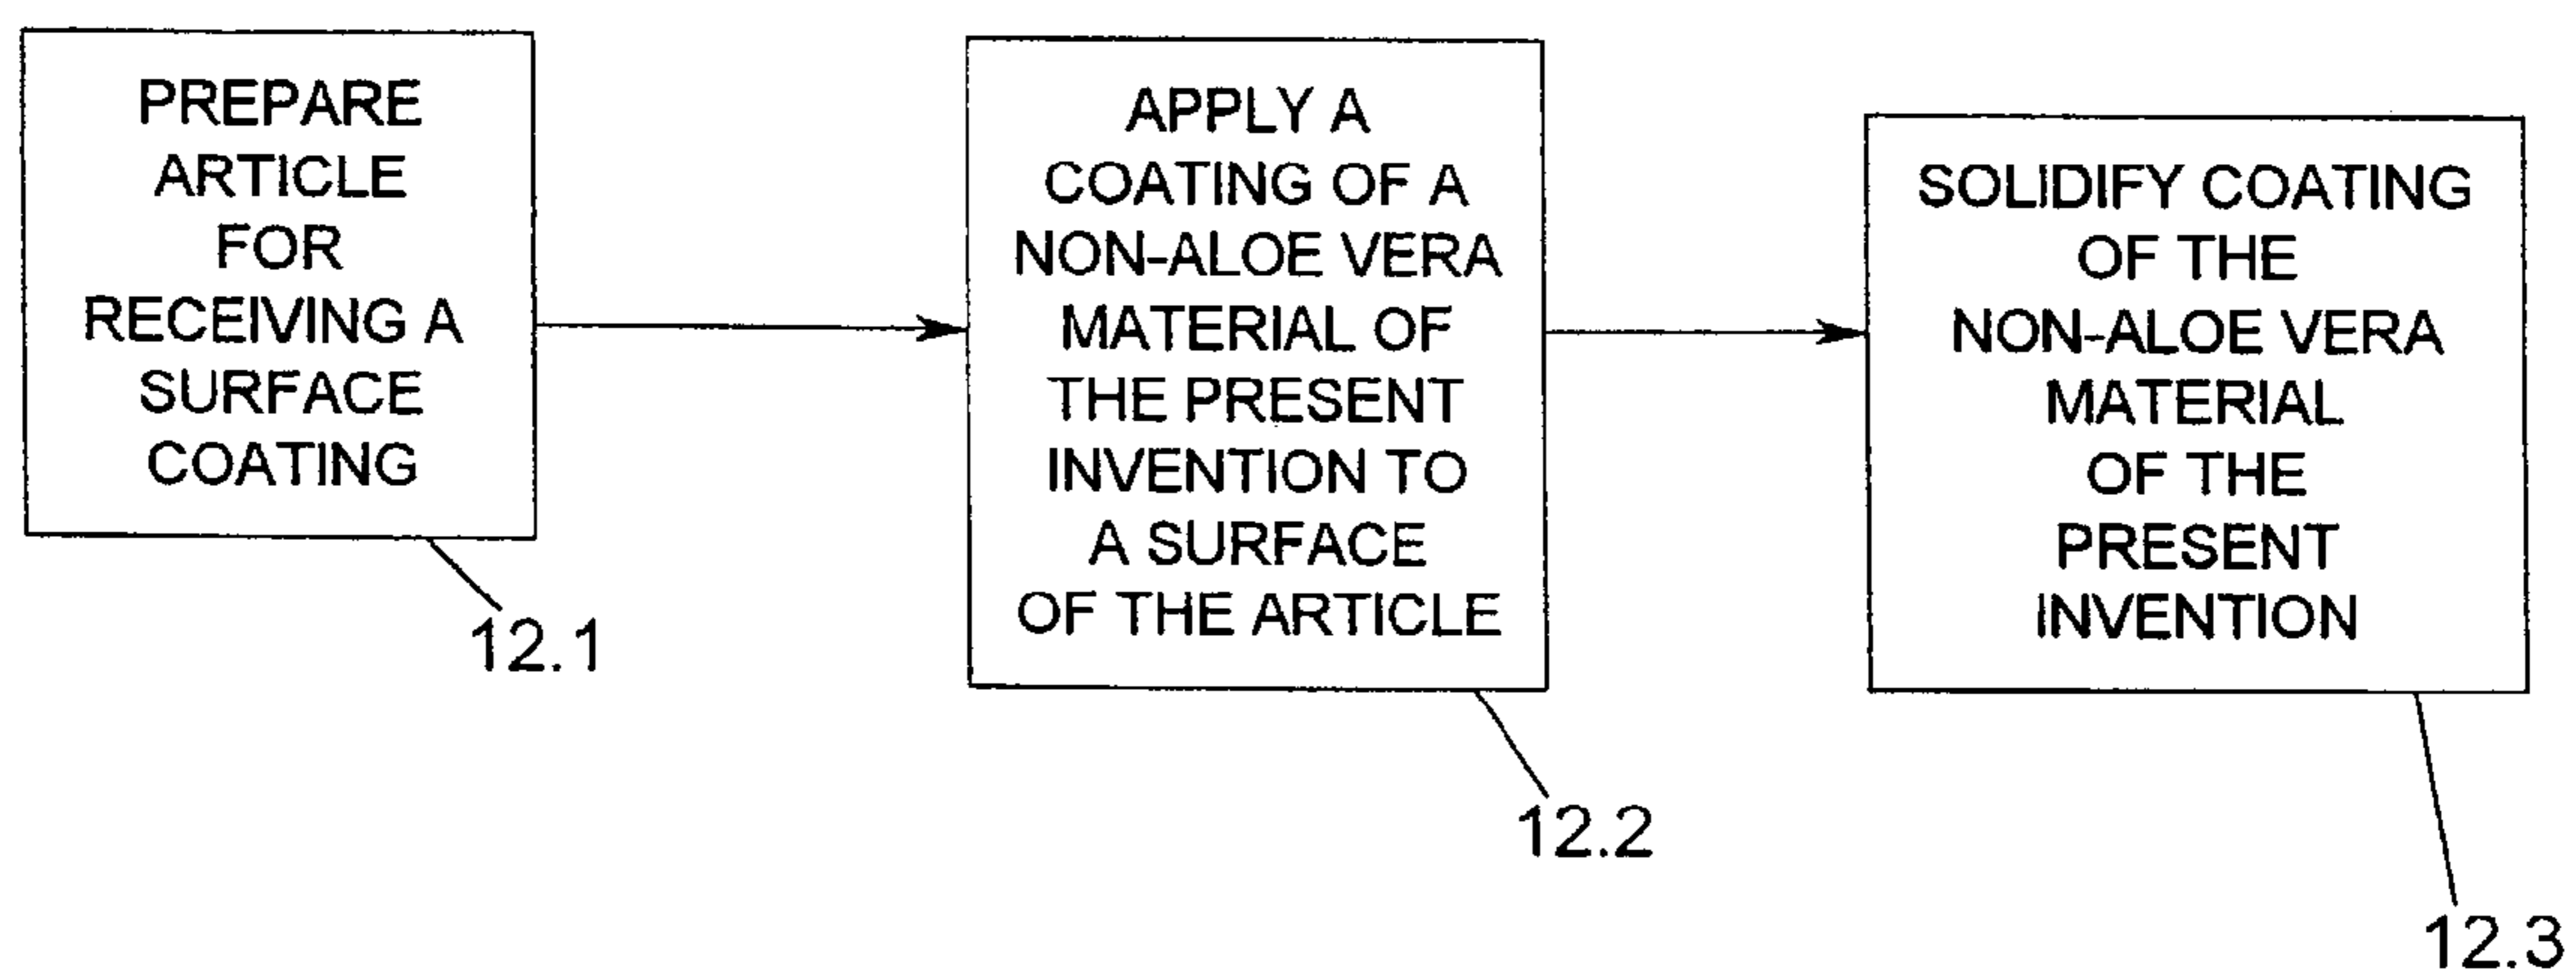 PREPARE
ARTICLE
FOR
RECEIVING A
SURFACE
COATING
12.1
APPLY A
COATING OF A
NON-ALOE VERA
MATERIAL OF
THE PRESENT
INVENTION TO
A SURFACE
OF THE ARTICLE
12.2
SOLIDIFY COATING
OF THE
NON-ALOE VERA
MATERIAL
OF THE
PRESENT
INVENTION
12.3